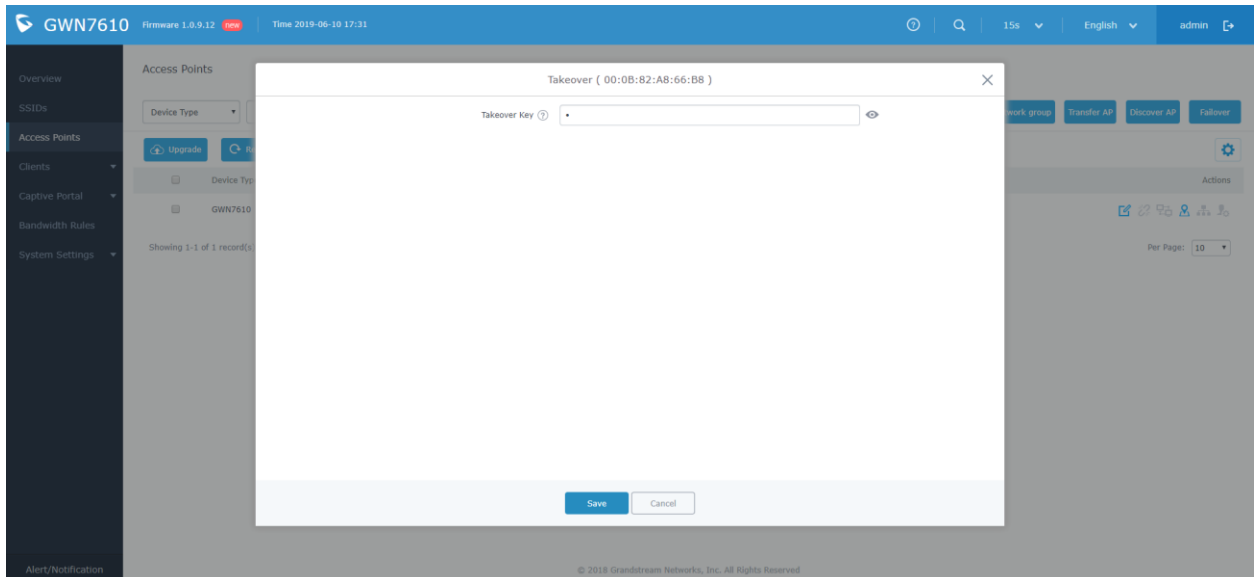 GWN7610 Firmware 1.0.9.12 new Time 2019-06-10 17:31 15s English admin
Overview
SSIDs
Access Points
Clients
Captive Portal
Bandwidth Rules
System Settings
Alert/Notification
Access Points
Device Type work group Transfer AP Discover AP Failover
Upgrade
Device Typ Actions
GWN7610
Showing 1-1 of 1 record(s Per Page: 10
Takeover ( 00:0B:82:A8:66:B8 )
Takeover Key
Save Cancel
© 2018 Grandstream Networks, Inc. All Rights Reserved